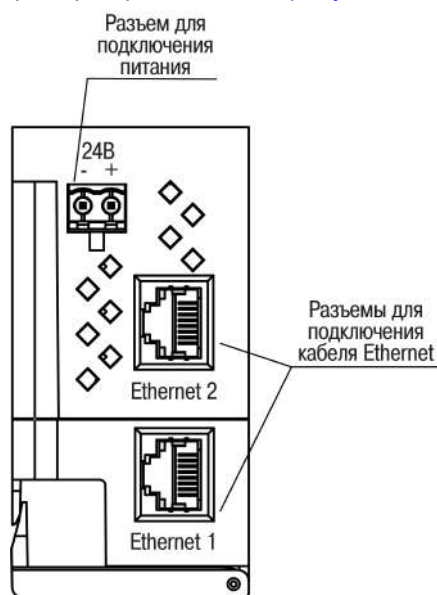 Разъем для
подключения
питания
24В
- +
Разъемы для
подключения
кабеля Ethernet
Ethernet 2
Ethernet 1